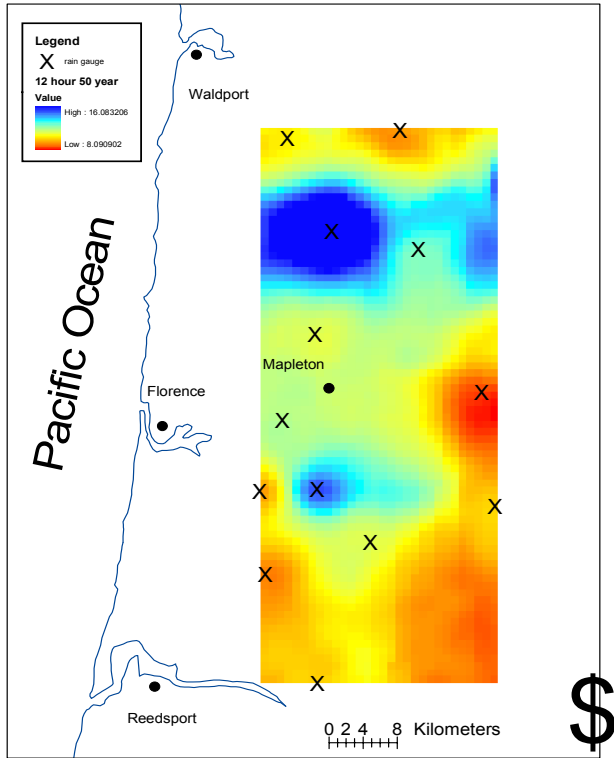 Legend
X rain gauge
12 hour 50 year
Value
High : 16.083206
Low : 8.090902
Waldport
Pacific Ocean
X
X
X
X
X
Mapleton
Florence
X
X
X
X
X
X
X
X
Reedsport
0 2 4 8 Kilometers
$